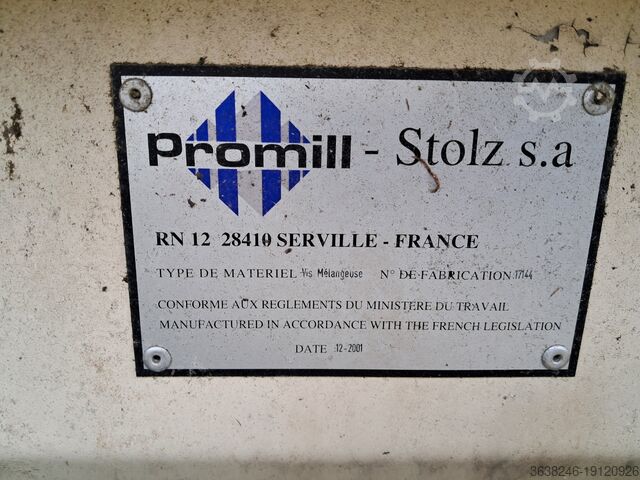 Promill - Stolz s.a
RN 12 28410 SERVILLE - FRANCE
TYPE DE MATERIEL Vis Mélangeuse N° DE FABRICATION 17144
CONFORME AUX REGLEMENTS DU MINISTERE DU TRAVAIL
MANUFACTURED IN ACCORDANCE WITH THE FRENCH LEGISLATION
DATE 12-2001
3638246-19120926